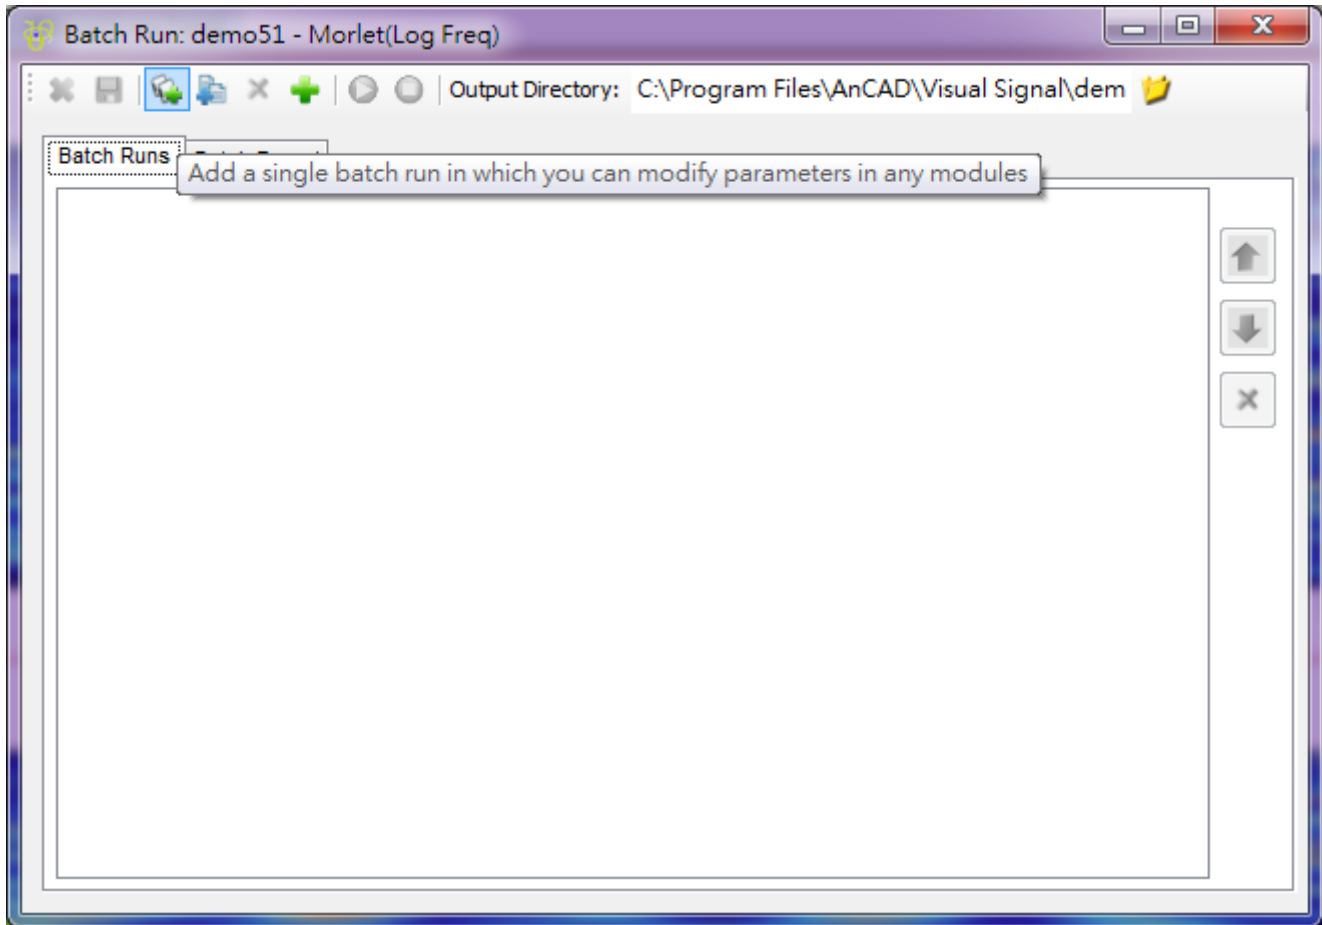 Batch Run: demo51 - Morlet(Log Freq)
Output Directory: C:\Program Files\AnCAD\Visual Signal\dem
Batch Runs
Add a single batch run in which you can modify parameters in any modules